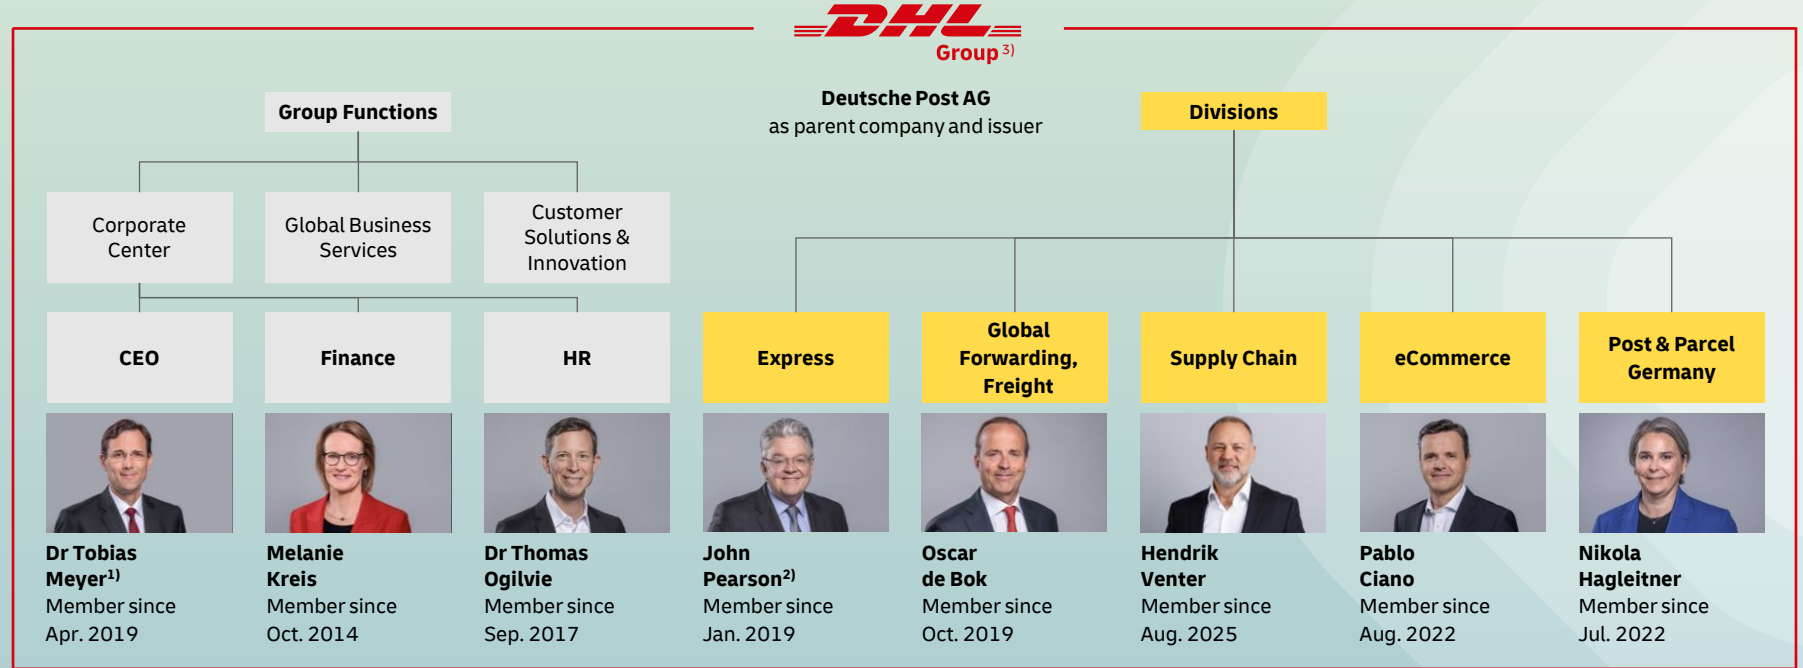 DHL
Group 3)
Deutsche Post AG
as parent company and issuer
Group Functions
Divisions
Corporate
Center
Global Business
Services
Customer
Solutions &
Innovation
CEO
Finance
HR
Express
Global
Forwarding,
Freight
Supply Chain
eCommerce
Post & Parcel
Germany
Dr Tobias
Meyer1)
Member since
Apr. 2019
Melanie
Kreis
Member since
Oct. 2014
Dr Thomas
Ogilvie
Member since
Sep. 2017
John
Pearson2)
Member since
Jan. 2019
Oscar
de Bok
Member since
Oct. 2019
Hendrik
Venter
Member since
Aug. 2025
Pablo
Ciano
Member since
Aug. 2022
Nikola
Hagleitner
Member since
Jul. 2022